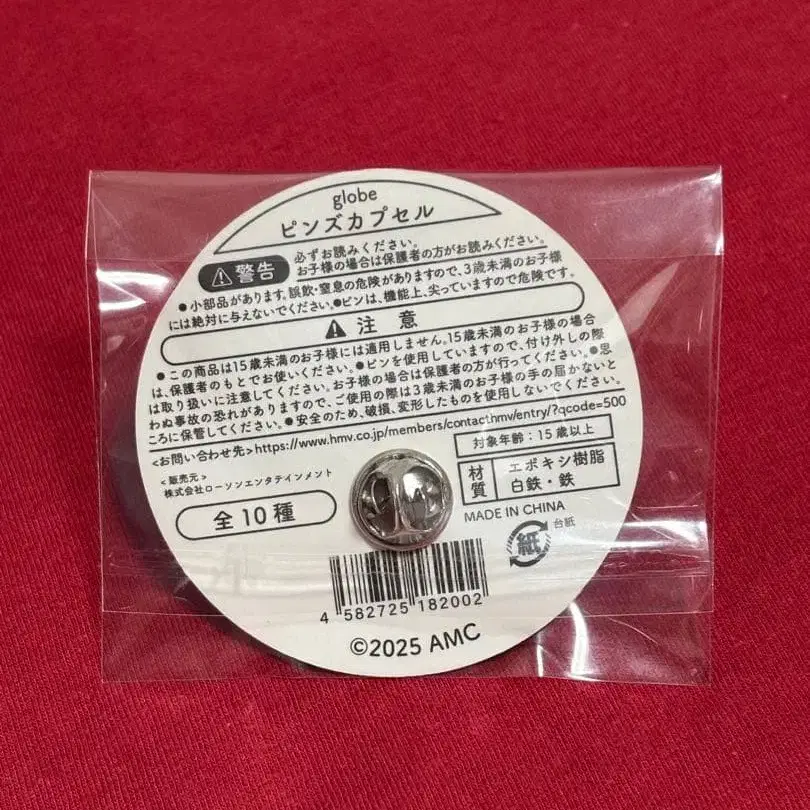 globe
ピンズカプセル
⚠警告
必ずお読みください。
お子様の場合は保護者の方がお読みください。
●小部品があります。誤飲・窒息の危険がありますので、3歳未満のお子様
には絶対に与えないでください。●ピンは、機能上、尖っていますので危険です。
⚠注意
●この商品は15歳未満のお子様には適用しません。15歳未満のお子様の場合
は、保護者のもとでお使いください。●ピンを使用していますので、付け外しの際
は取り扱いに注意してください。お子様の場合は保護者の方が行ってください。●思
わぬ事故の恐れがありますので、ご使用の際は3歳未満のお子様の手の届かないと
ころに保管してください。●安全のため、破損、変形したものを使用しないでください。
<お問い合わせ先>https://www.hmv.co.jp/members/contacthmv/entry/?qcode=500
<販売元>
株式会社ローソンエンタテインメント
対象年齢：15歳以上
材質
エポキシ樹脂
白鉄・鉄
全10種
MADE IN CHINA
紙
台紙
4 582725 182002
©2025 AMC